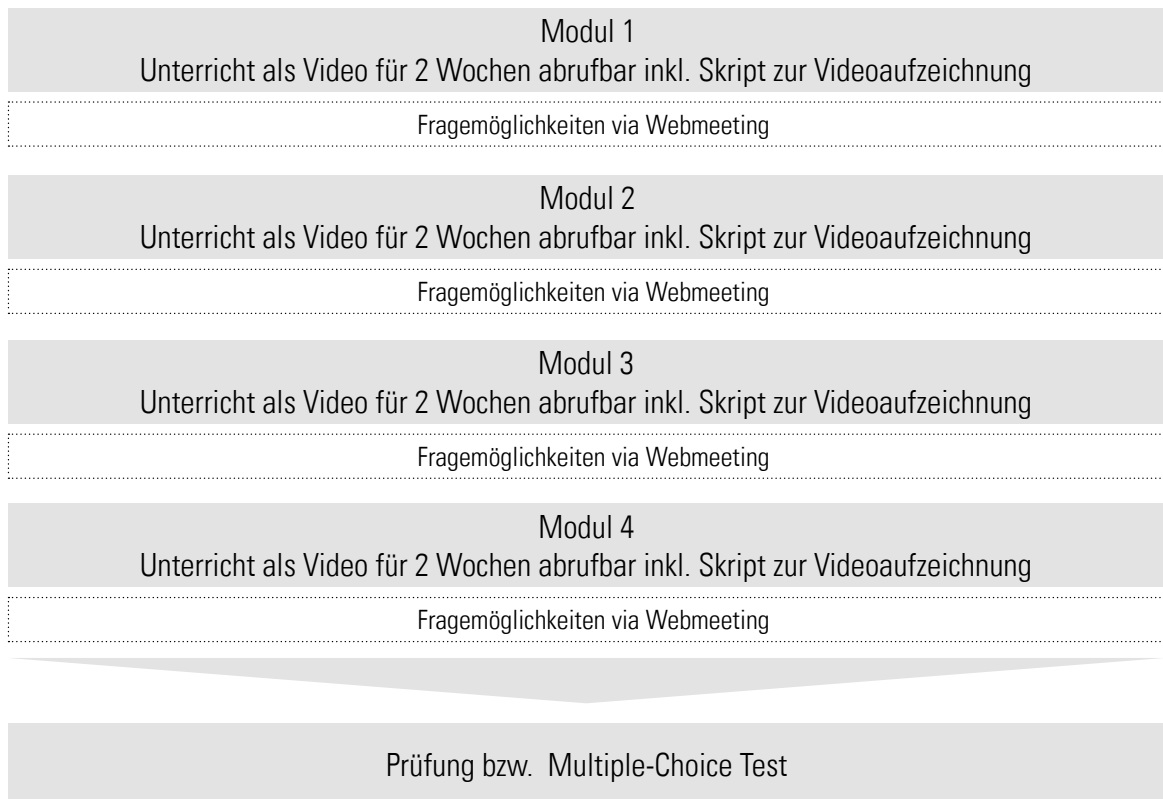 Modul 1
Unterricht als Video für 2 Wochen abrufbar inkl. Skript zur Videoaufzeichnung
Fragemöglichkeiten via Webmeeting
Modul 2
Unterricht als Video für 2 Wochen abrufbar inkl. Skript zur Videoaufzeichnung
Fragemöglichkeiten via Webmeeting
Modul 3
Unterricht als Video für 2 Wochen abrufbar inkl. Skript zur Videoaufzeichnung
Fragemöglichkeiten via Webmeeting
Modul 4
Unterricht als Video für 2 Wochen abrufbar inkl. Skript zur Videoaufzeichnung
Fragemöglichkeiten via Webmeeting
Prüfung bzw. Multiple-Choice Test